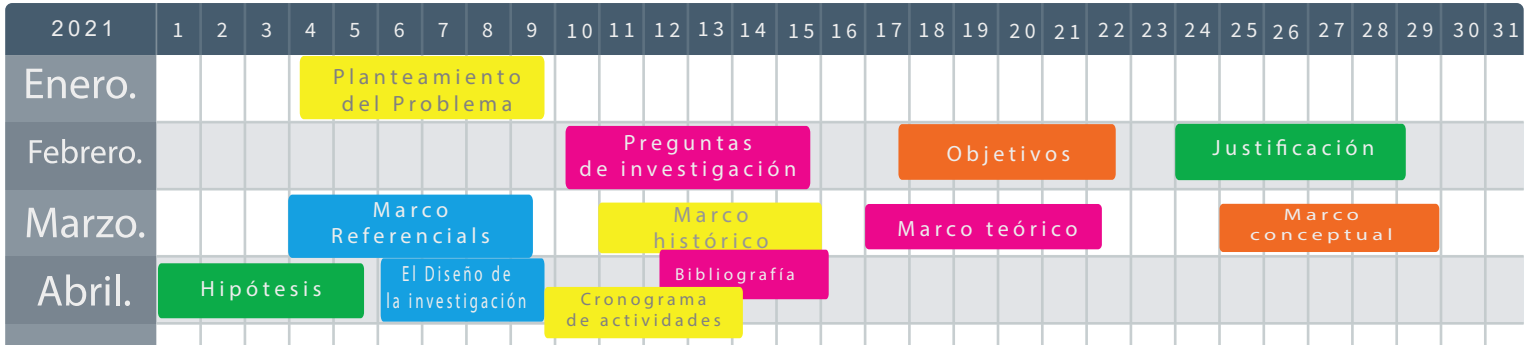 2021 1 2 3 4 5 6 7 8 9 10 11 12 13 14 15 16 17 18 19 20 21 22 23 24 25 26 27 28 29 30 31
Enero.
Planteamiento
del Problema
Febrero.
Preguntas
de investigación
Objetivos
Justificación
Marzo.
Marco
Referencials
Marco
histórico
Marco teórico
Marco
conceptual
Abril.
Hipótesis
El Diseño de
la investigación
Bibliografía
Cronograma
de actividades